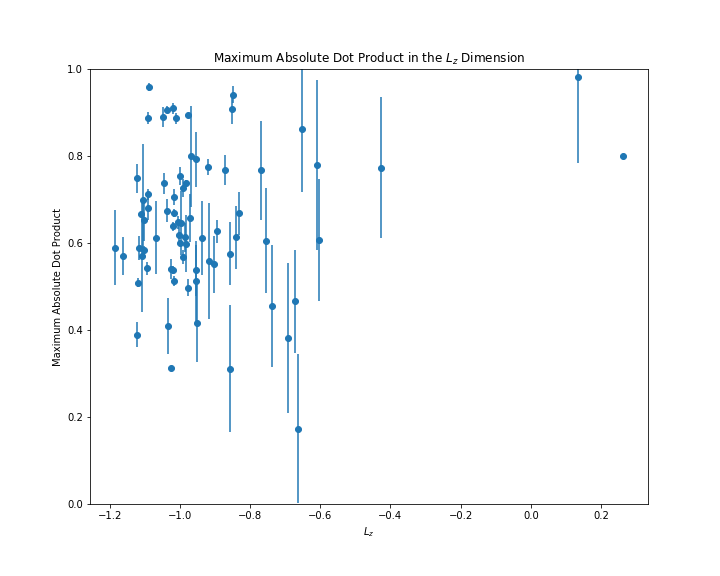 Maximum Absolute Dot Product in the $L_z$ Dimension
1.0
0.8
0.6
0.4
0.2
0.0
Maximum Absolute Dot Product
−1.2 −1.0 −0.8 −0.6 −0.4 −0.2 0.0 0.2
$L_z$